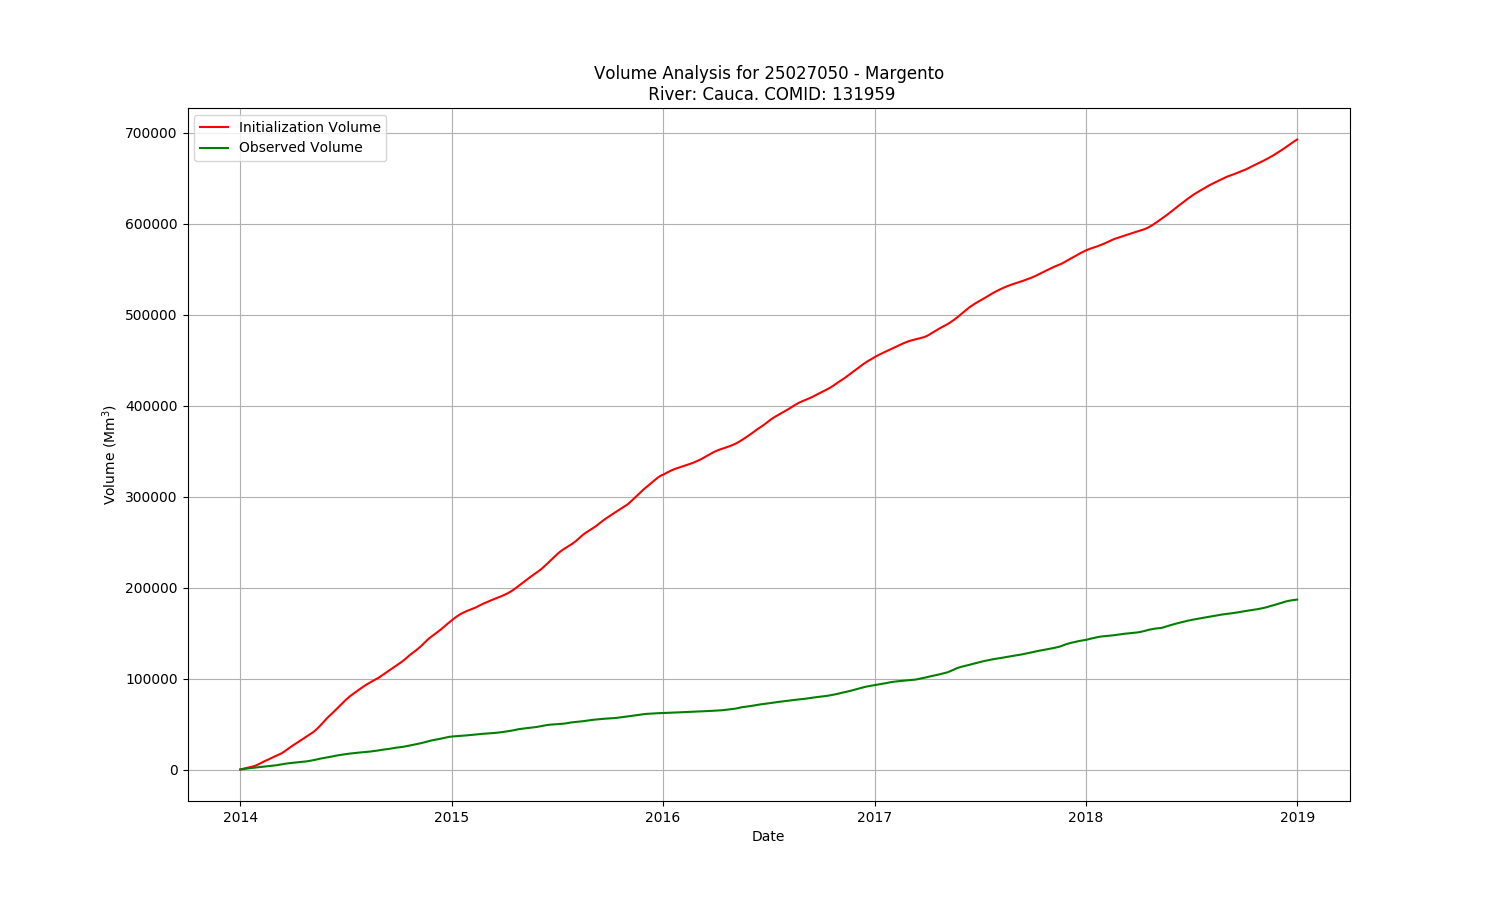 Volume Analysis for 25027050 - Margento
River: Cauca. COMID: 131959
Initialization Volume
Observed Volume
700000
600000
500000
400000
300000
200000
100000
0
Volume (Mm³)
2014 2015 2016 2017 2018 2019
Date